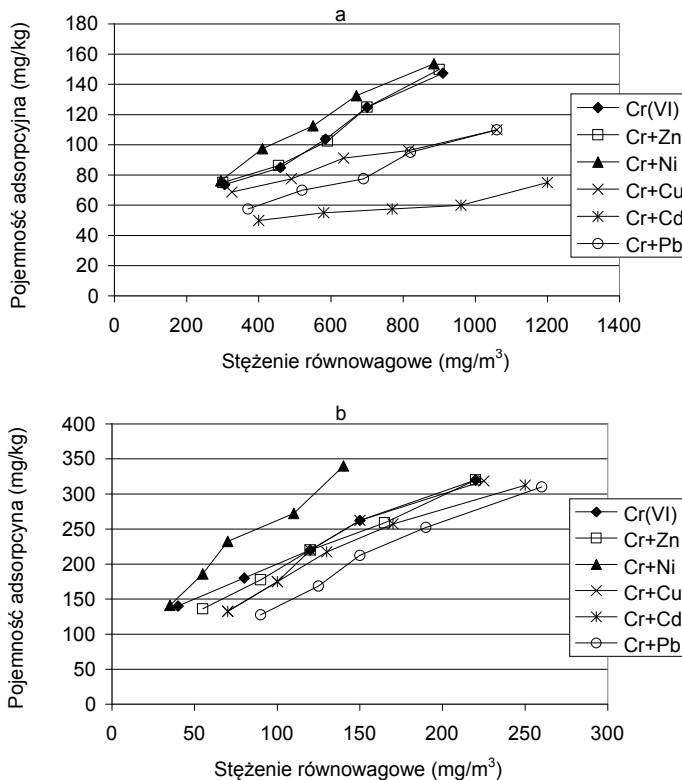 a
Pojemność adsorpcyjna (mg/kg)
180
160
140
120
100
80
60
40
20
0
0 200 400 600 800 1000 1200 1400
Stężenie równowagowe (mg/m³)
Cr(VI)
Cr+Zn
Cr+Ni
Cr+Cu
Cr+Cd
Cr+Pb
b
Pojemność adsorpcyna (mg/kg)
400
350
300
250
200
150
100
50
0
0 50 100 150 200 250 300
Stężenie równowagowe (mg/m³)
Cr(VI)
Cr+Zn
Cr+Ni
Cr+Cu
Cr+Cd
Cr+Pb